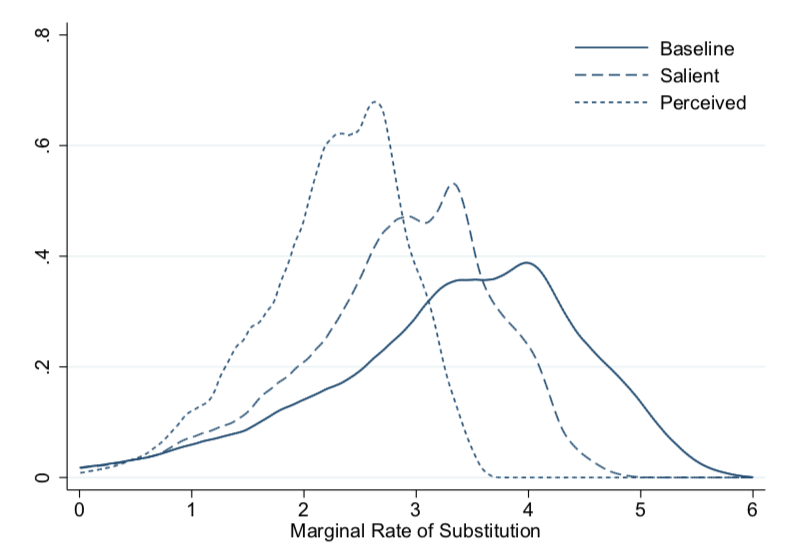 .8
.6
.4
.2
0
Baseline
Salient
Perceived
0 1 2 3 4 5 6
Marginal Rate of Substitution